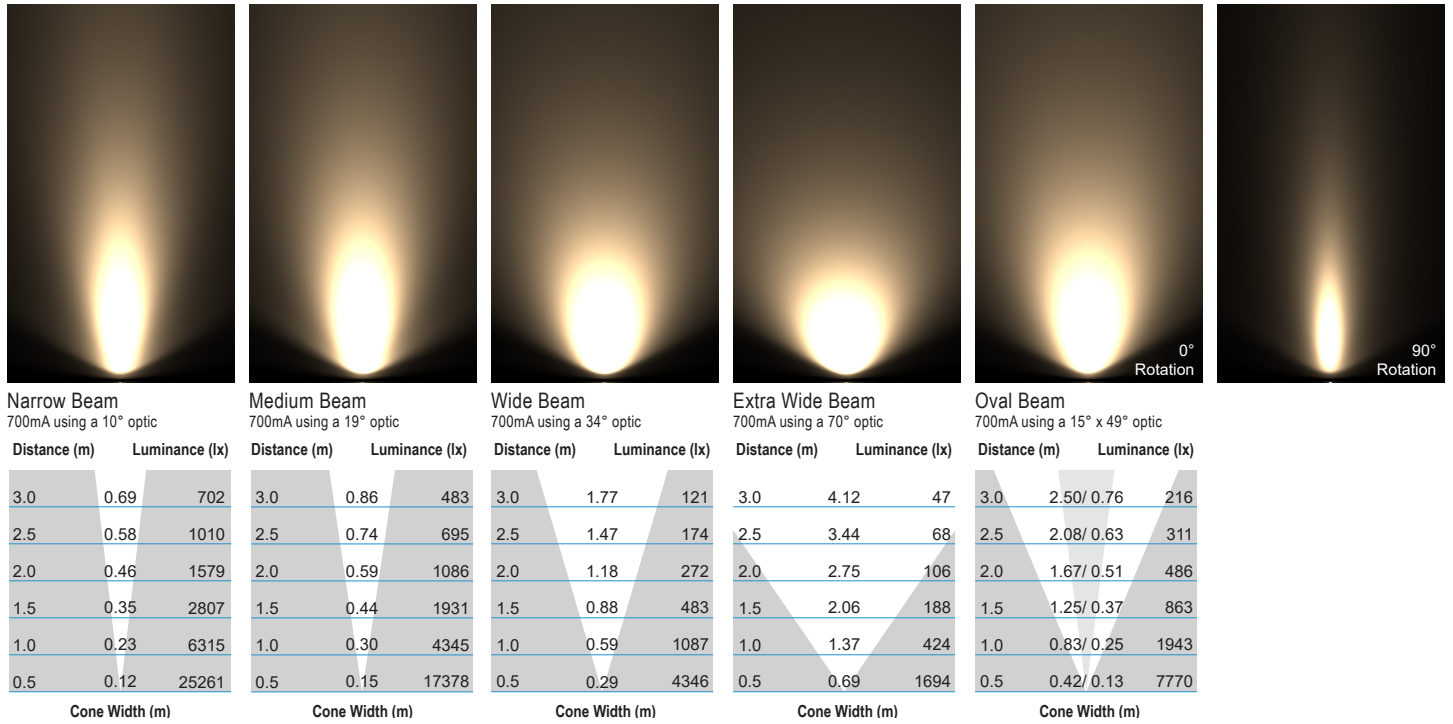 0°
Rotation
90°
Rotation
Narrow Beam
700mA using a 10° optic
Distance (m) Luminance (lx)
3.0 0.69 702
2.5 0.58 1010
2.0 0.46 1579
1.5 0.35 2807
1.0 0.23 6315
0.5 0.12 25261
Cone Width (m)
Medium Beam
700mA using a 19° optic
Distance (m) Luminance (lx)
3.0 0.86 483
2.5 0.74 695
2.0 0.59 1086
1.5 0.44 1931
1.0 0.30 4345
0.5 0.15 17378
Cone Width (m)
Wide Beam
700mA using a 34° optic
Distance (m) Luminance (lx)
3.0 1.77 121
2.5 1.47 174
2.0 1.18 272
1.5 0.88 483
1.0 0.59 1087
0.5 0.29 4346
Cone Width (m)
Extra Wide Beam
700mA using a 70° optic
Distance (m) Luminance (lx)
3.0 4.12 47
2.5 3.44 68
2.0 2.75 106
1.5 2.06 188
1.0 1.37 424
0.5 0.69 1694
Cone Width (m)
Oval Beam
700mA using a 15° x 49° optic
Distance (m) Luminance (lx)
3.0 2.50/ 0.76 216
2.5 2.08/ 0.63 311
2.0 1.67/ 0.51 486
1.5 1.25/ 0.37 863
1.0 0.83/ 0.25 1943
0.5 0.42/ 0.13 7770
Cone Width (m)